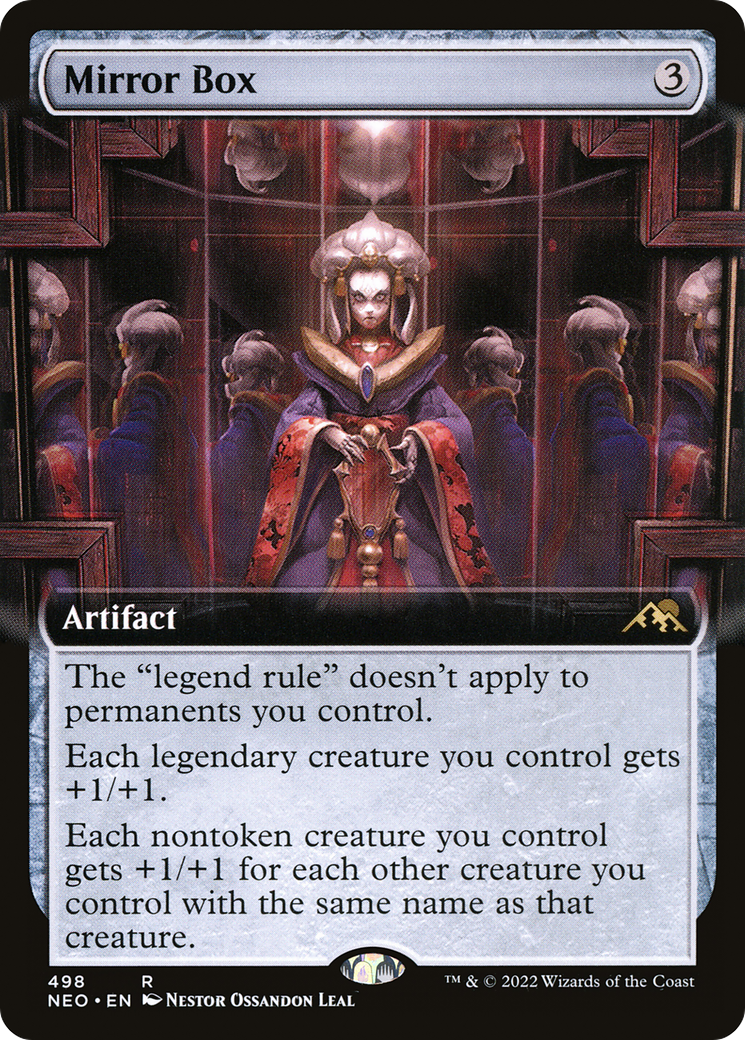 Mirror Box 3
Artifact
The “legend rule” doesn’t apply to
permanents you control.
Each legendary creature you control gets
+1/+1.
Each nontoken creature you control
gets +1/+1 for each other creature you
control with the same name as that
creature.
498 R
NEO • EN Nestor Ossandon Leal
™ & © 2022 Wizards of the Coast